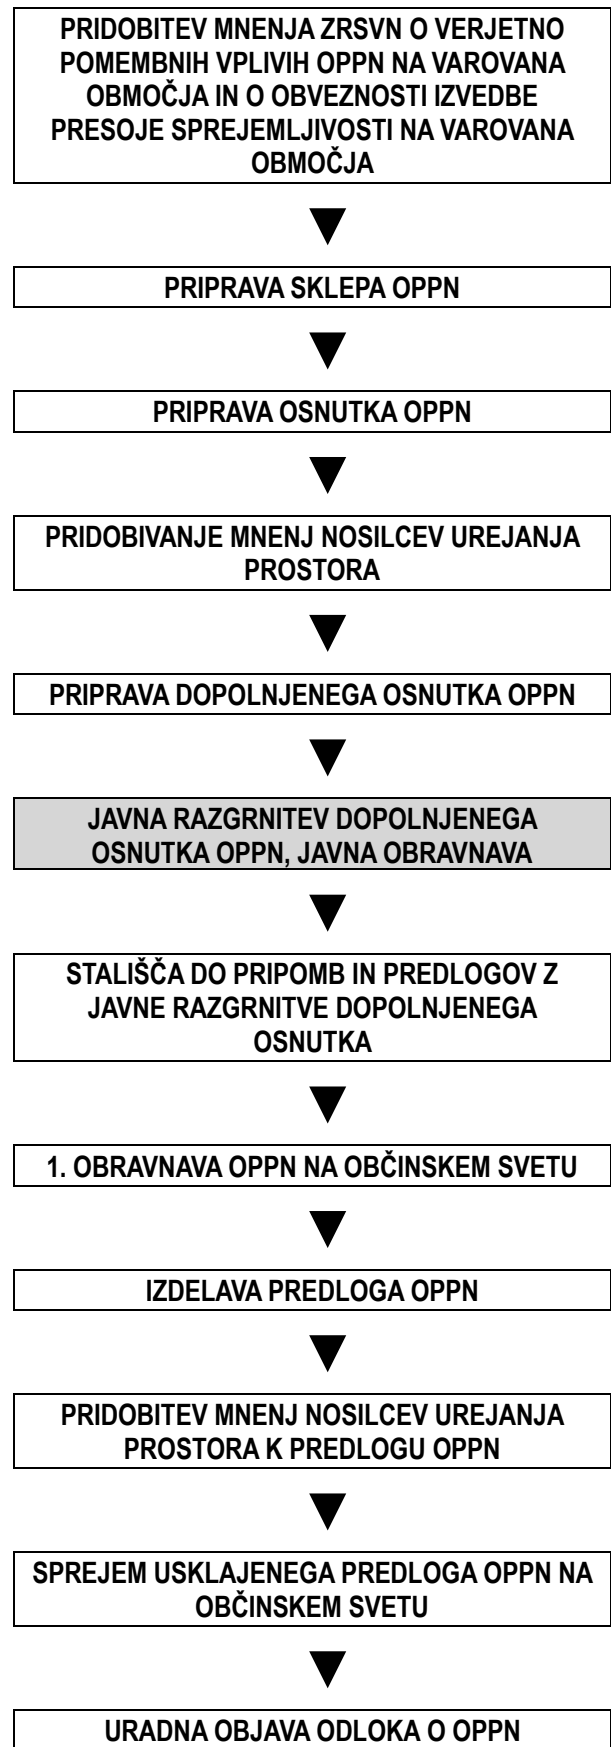 PRIDOBITEV MNENJA ZRSVN O VERJETNO
POMEMBNIH VPLIVIH OPPN NA VAROVANA
OBMOČJA IN O OBVEZNOSTI IZVEDBE
PRESOJE SPREJEMLJIVOSTI NA VAROVANA
OBMOČJA
PRIPRAVA SKLEPA OPPN
PRIPRAVA OSNUTKA OPPN
PRIDOBIVANJE MNENJ NOSILCEV UREJANJA
PROSTORA
PRIPRAVA DOPOLNJENEGA OSNUTKA OPPN
JAVNA RAZGRNITEV DOPOLNJENEGA
OSNUTKA OPPN, JAVNA OBRAVNAVA
STALIŠČA DO PRIPOMB IN PREDLOGOV Z
JAVNE RAZGRNITVE DOPOLNJENEGA
OSNUTKA
1. OBRAVNAVA OPPN NA OBČINSKEM SVETU
IZDELAVA PREDLOGA OPPN
PRIDOBITEV MNENJ NOSILCEV UREJANJA
PROSTORA K PREDLOGU OPPN
SPREJEM USKLAJENEGA PREDLOGA OPPN NA
OBČINSKEM SVETU
URADNA OBJAVA ODLOKA O OPPN